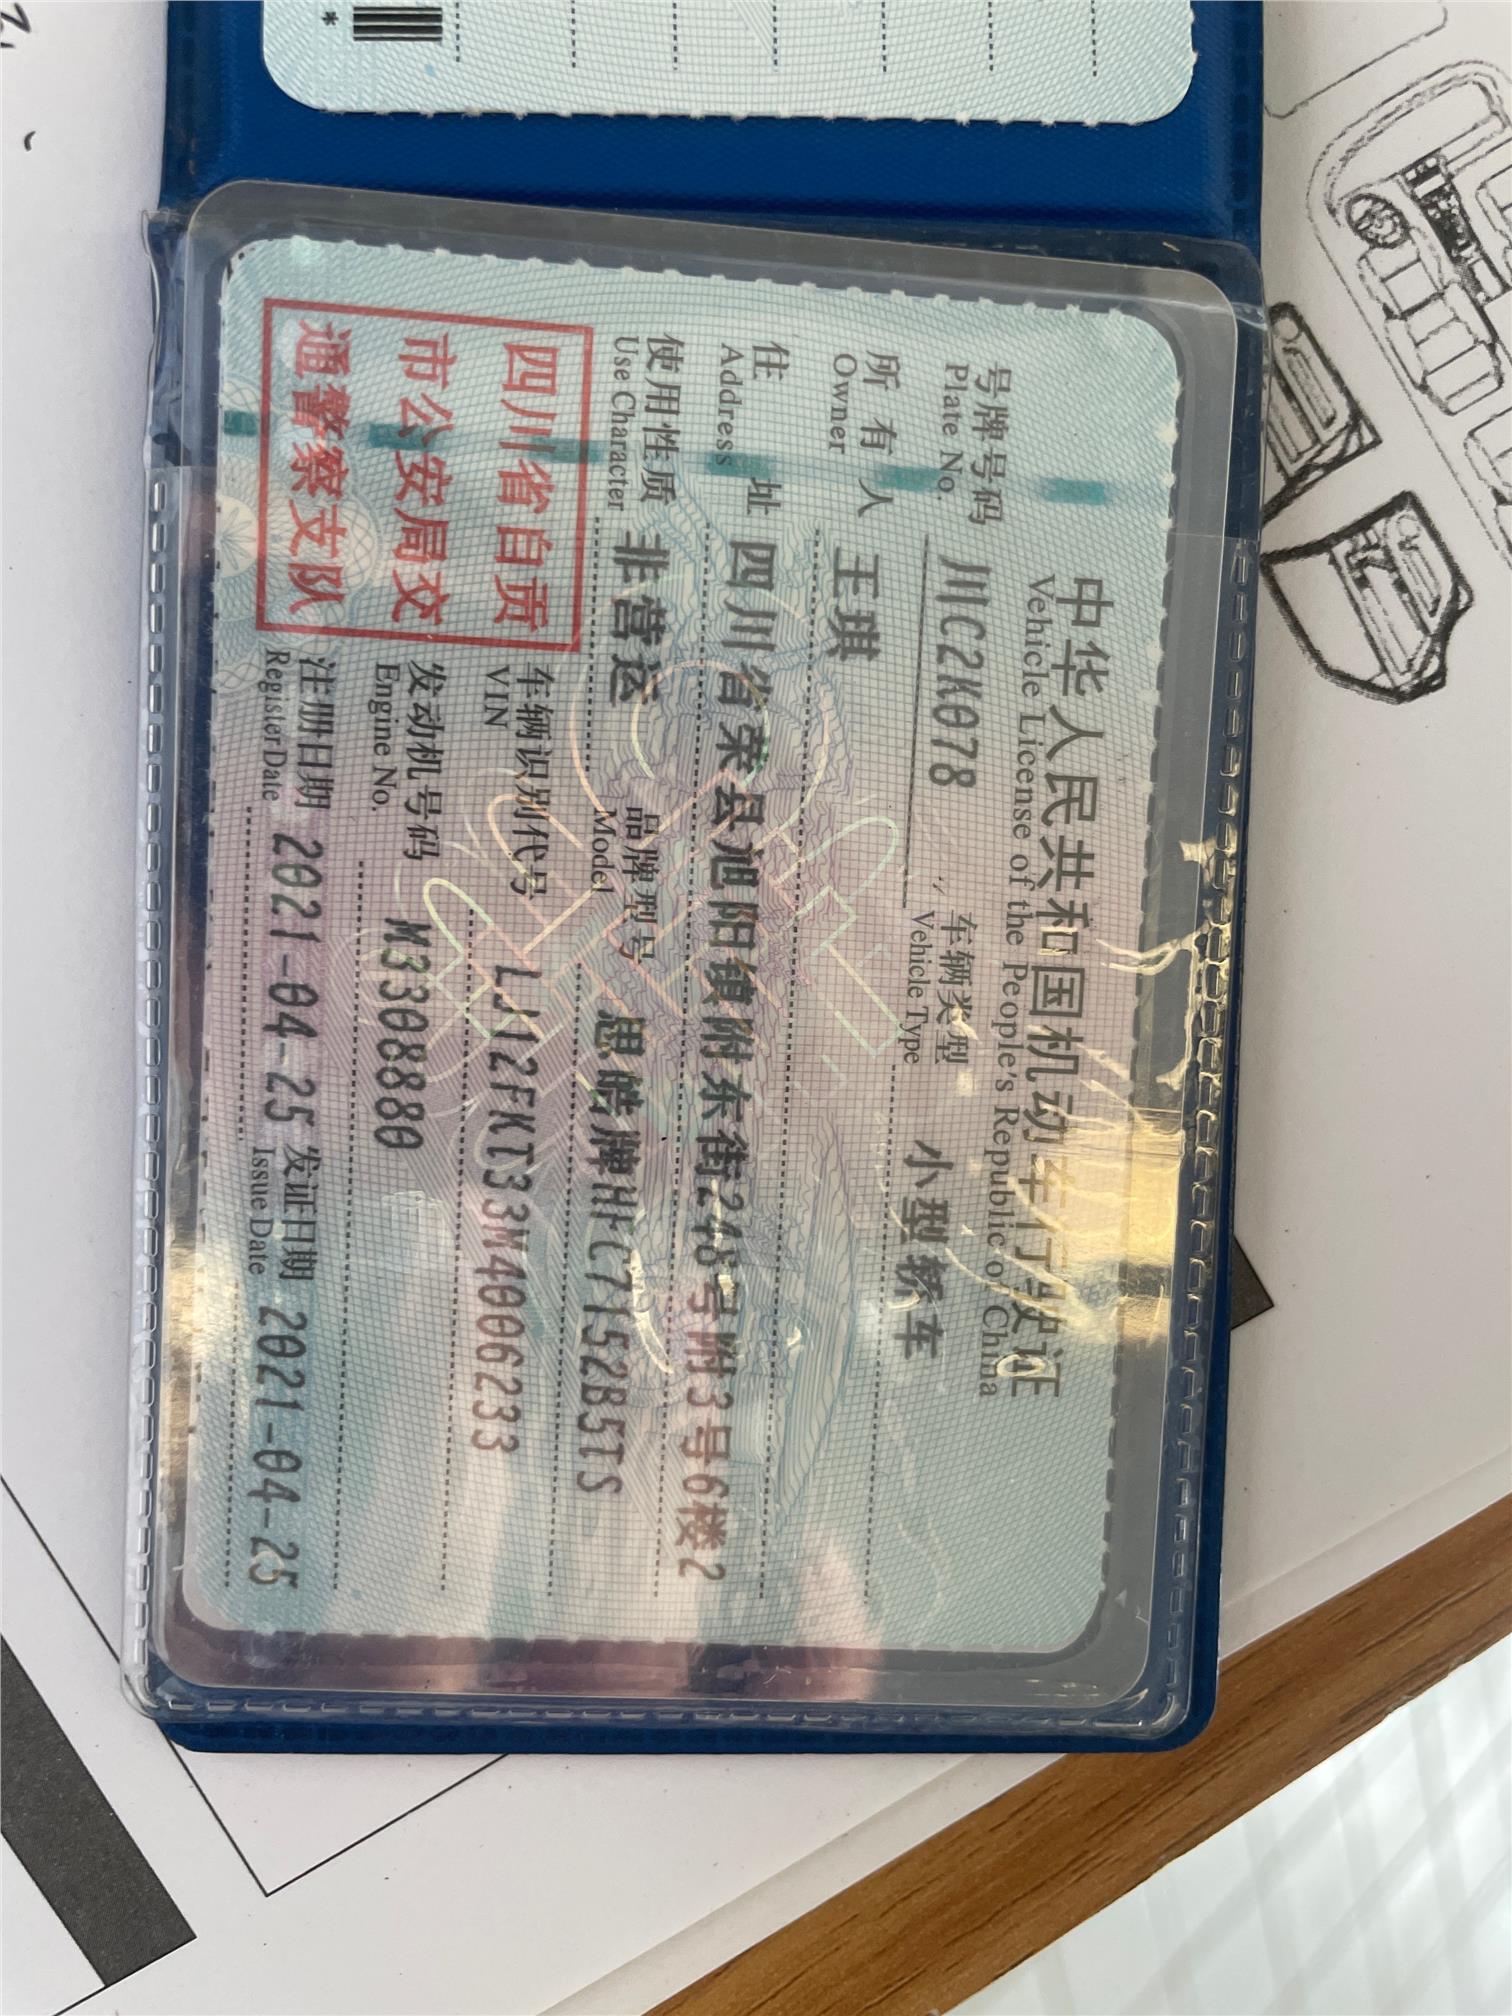 中华人民共和国机动车行驶证
Vehicle License of the People's Republic of China
号牌号码 川C2K078 车辆类型 小型轿车
Plate No. Vehicle Type
所有人 王琪
Owner
住址 四川省荣县旭阳镇附东街248号附3号6楼2
Address
使用性质 非营运 品牌型号 思皓牌HFC7152B5TS
Use Character Model
四川省自贡
市公安局交
通警察支队
车辆识别代号 LJ12FKT33M4006233
VIN
发动机号码 M3308880
Engine No.
注册日期 2021-04-25 发证日期 2021-04-25
Register Date Issue Date